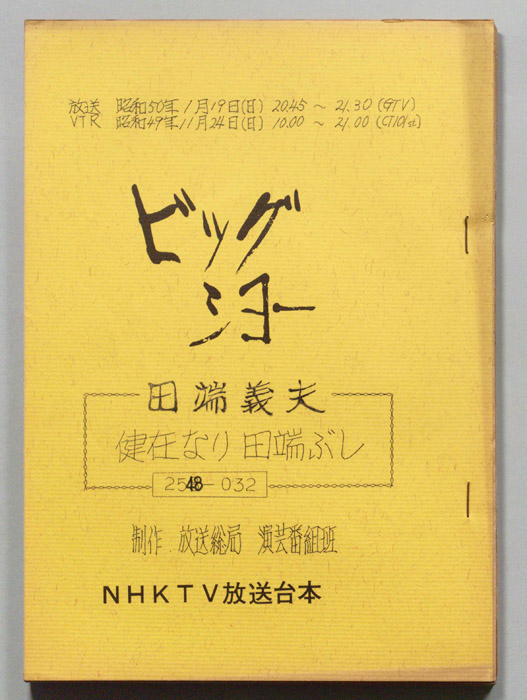 放送 昭和50年1月19日(日) 20.45 ~ 21.30 (GTV)
VTR 昭和49年11月24日(日) 10.00 ~ 21.00 (CT101st)
ビッグ
ショー
田端義夫
健在なり田端ぶし
2548-032
制作 放送総局 演芸番組班
NHKTV放送台本